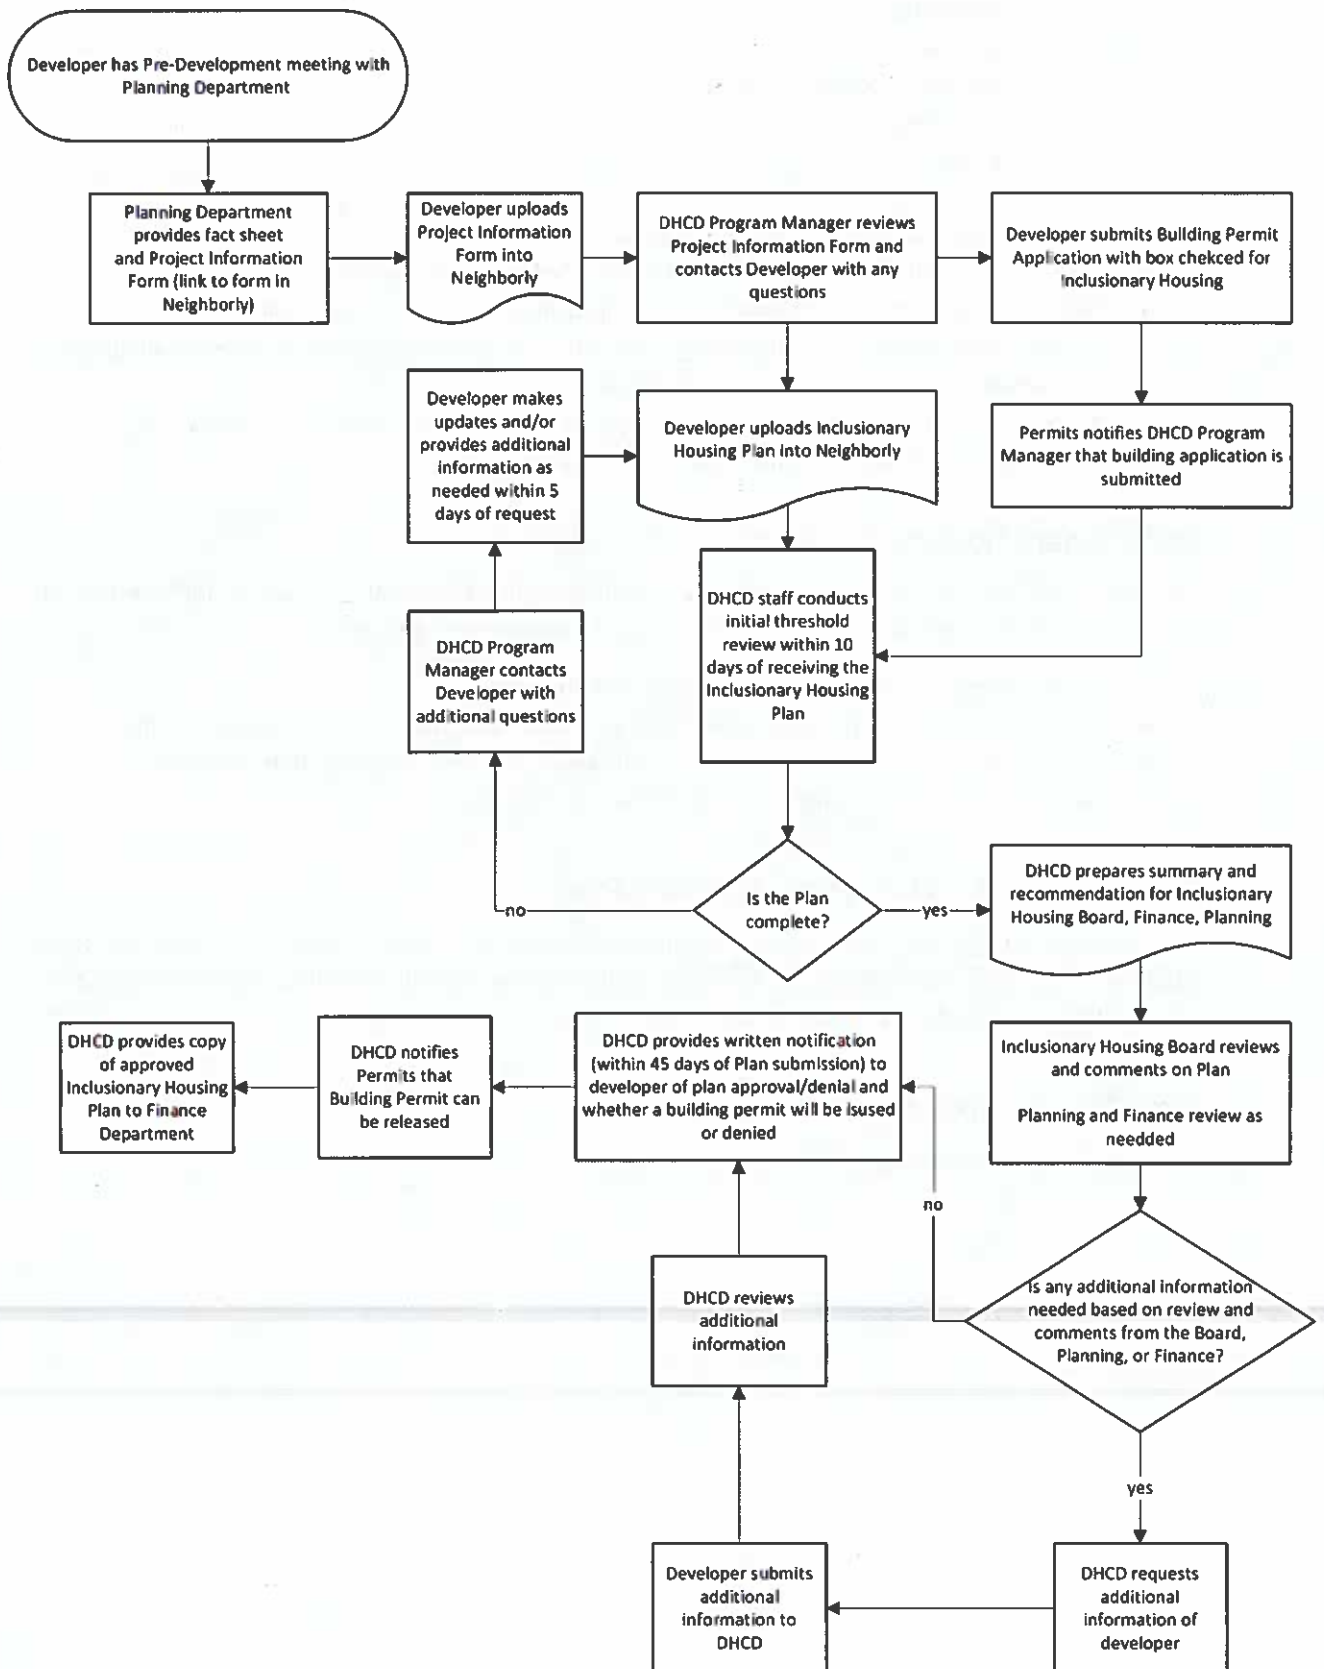 Developer has Pre-Development meeting with
Planning Department
Planning Department
provides fact sheet
and Project Information
Form (link to form in
Neighborly)
Developer uploads
Project Information
Form into
Neighborly
DHCD Program Manager reviews
Project Information Form and
contacts Developer with any
questions
Developer submits Building Permit
Application with box chekced for
Inclusionary Housing
Developer makes
updates and/or
provides additional
information as
needed within 5
days of request
Developer uploads Inclusionary
Housing Plan into Neighborly
Permits notifies DHCD Program
Manager that building application is
submitted
DHCD Program
Manager contacts
Developer with
additional questions
DHCD staff conducts
initial threshold
review within 10
days of receiving the
Inclusionary Housing
Plan
no
Is the Plan
complete?
yes
DHCD prepares summary and
recommendation for Inclusionary
Housing Board, Finance, Planning
DHCD provides copy
of approved
Inclusionary Housing
Plan to Finance
Department
DHCD notifies
Permits that
Building Permit can
be released
DHCD provides written notification
(within 45 days of Plan submission) to
developer of plan approval/denial and
whether a building permit will be isused
or denied
Inclusionary Housing Board reviews
and comments on Plan
Planning and Finance review as
needded
no
DHCD reviews
additional
information
Is any additional information
needed based on review and
comments from the Board,
Planning, or Finance?
yes
Developer submits
additional
information to
DHCD
DHCD requests
additional
information of
developer